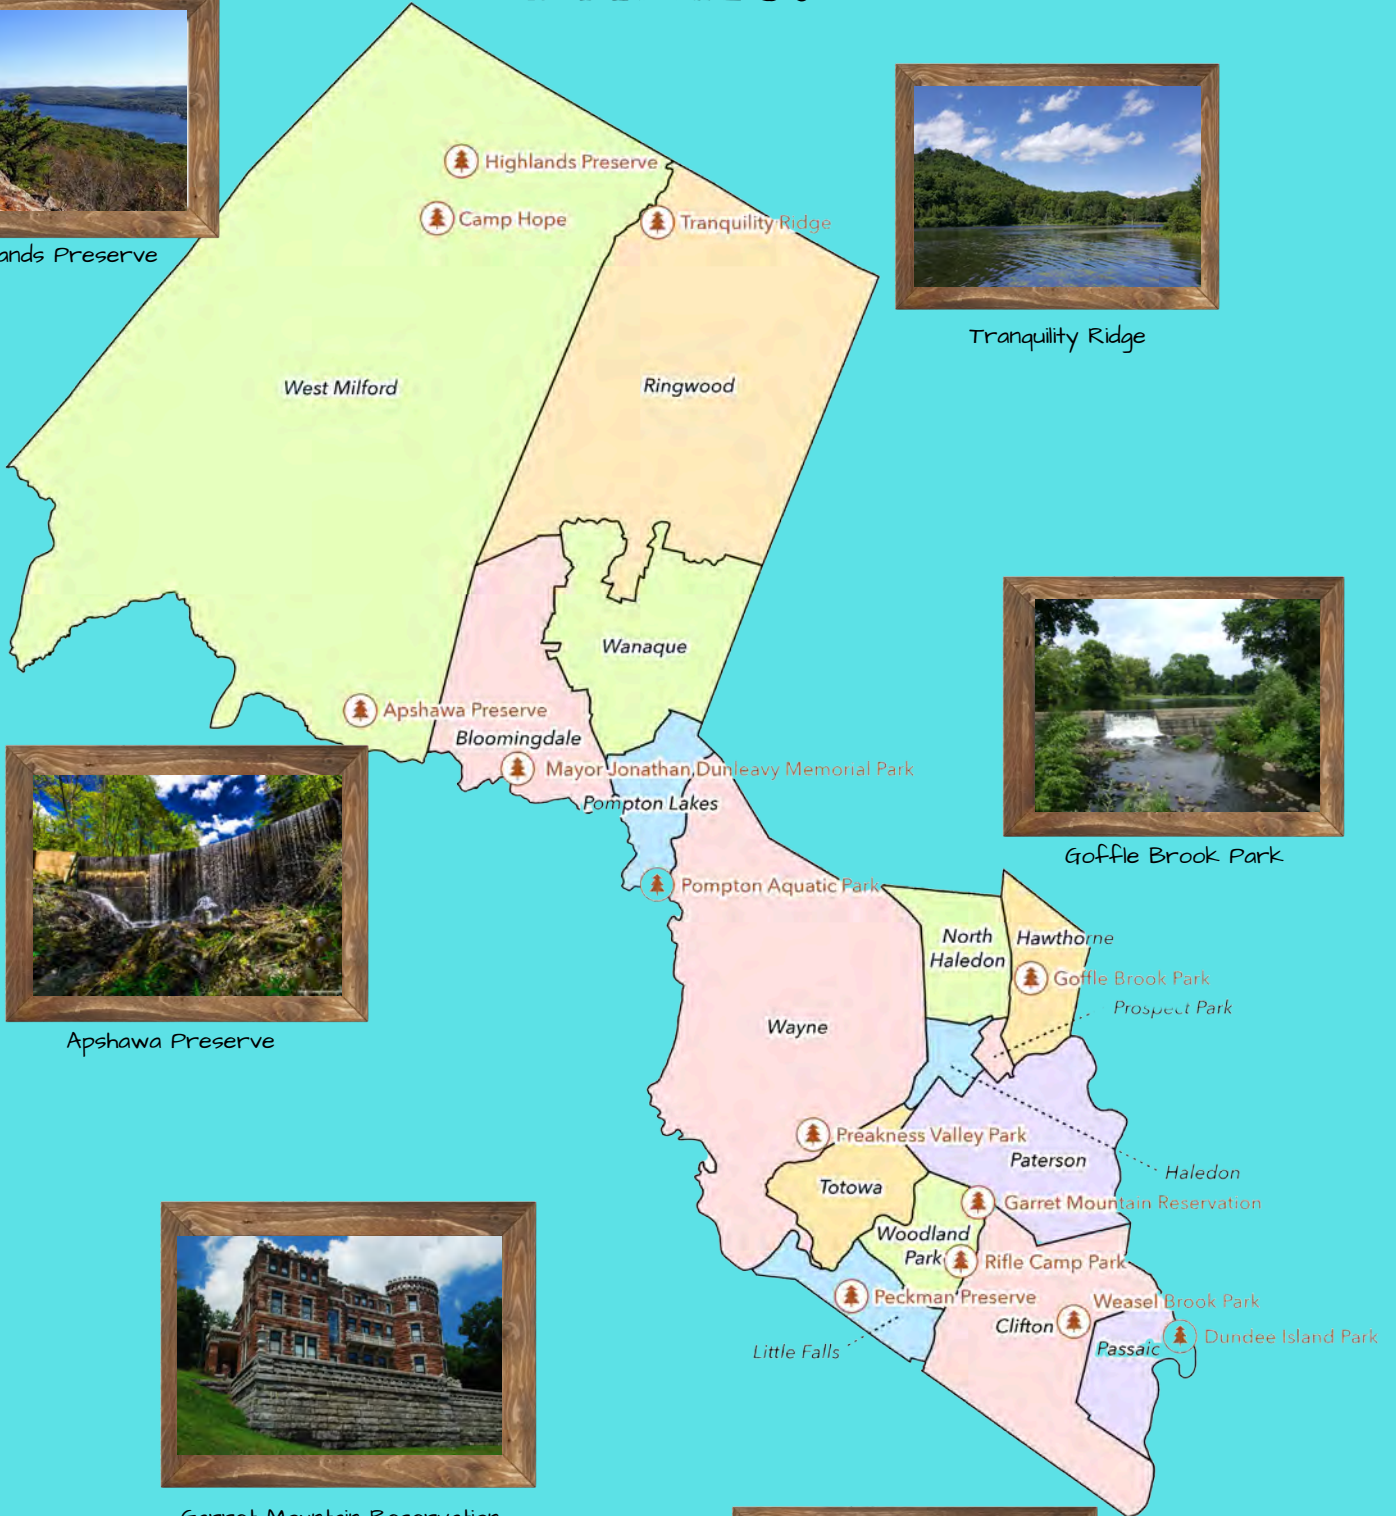 Highlands Preserve
Camp Hope
Tranquility Ridge
ands Preserve
Tranquility Ridge
West Milford
Ringwood
Wanaque
Apshawa Preserve
Bloomingdale
Mayor Jonathan Dunleavy Memorial Park
Pompton Lakes
Goffle Brook Park
Pompton Aquatic Park
North
Haledon
Hawthorne
Goffle Brook Park
Prospect Park
Wayne
Apshawa Preserve
Preakness Valley Park
Paterson
Haledon
Totowa
Garret Mountain Reservation
Woodland
Park
Rifle Camp Park
Peckman Preserve
Weasel Brook Park
Clifton
Dundee Island Park
Passaic
Little Falls
Garret Mountain Reservation